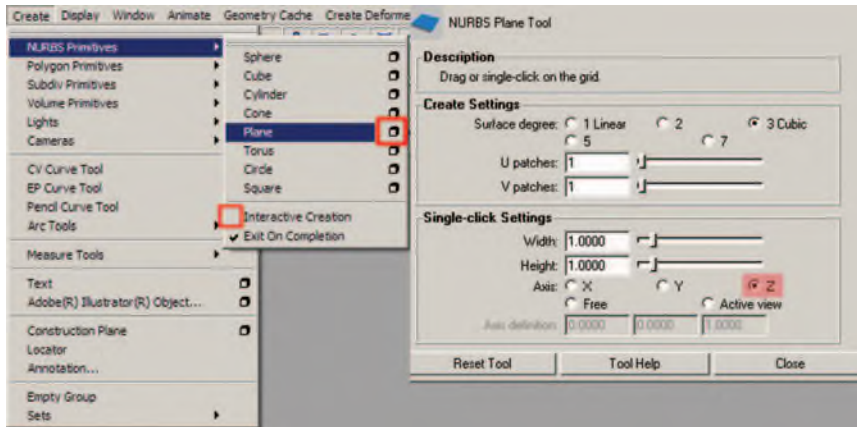 Create Display Window Animate Geometry Cache Create Deforme
NURBS Primitives
Polygon Primitives
Subdiv Primitives
Volume Primitives
Lights
Cameras
CV Curve Tool
EP Curve Tool
Pencil Curve Tool
Arc Tools
Measure Tools
Text
Adobe(R) Illustrator(R) Object...
Construction Plane
Locator
Annotation...
Empty Group
Sets
Sphere
Cube
Cylinder
Cone
Plane
Torus
Circle
Square
Interactive Creation
Exit On Completion
NURBS Plane Tool
Description
Drag or single-click on the grid.
Create Settings
Surface degree: 1 Linear 2 3 Cubic
5 7
U patches: 1
V patches: 1
Single-click Settings
Width: 1.0000
Height: 1.0000
Axis: X Y Z
Free Active view
Axis definition: 0.0000 0.0000 1.0000
Reset Tool Tool Help Close